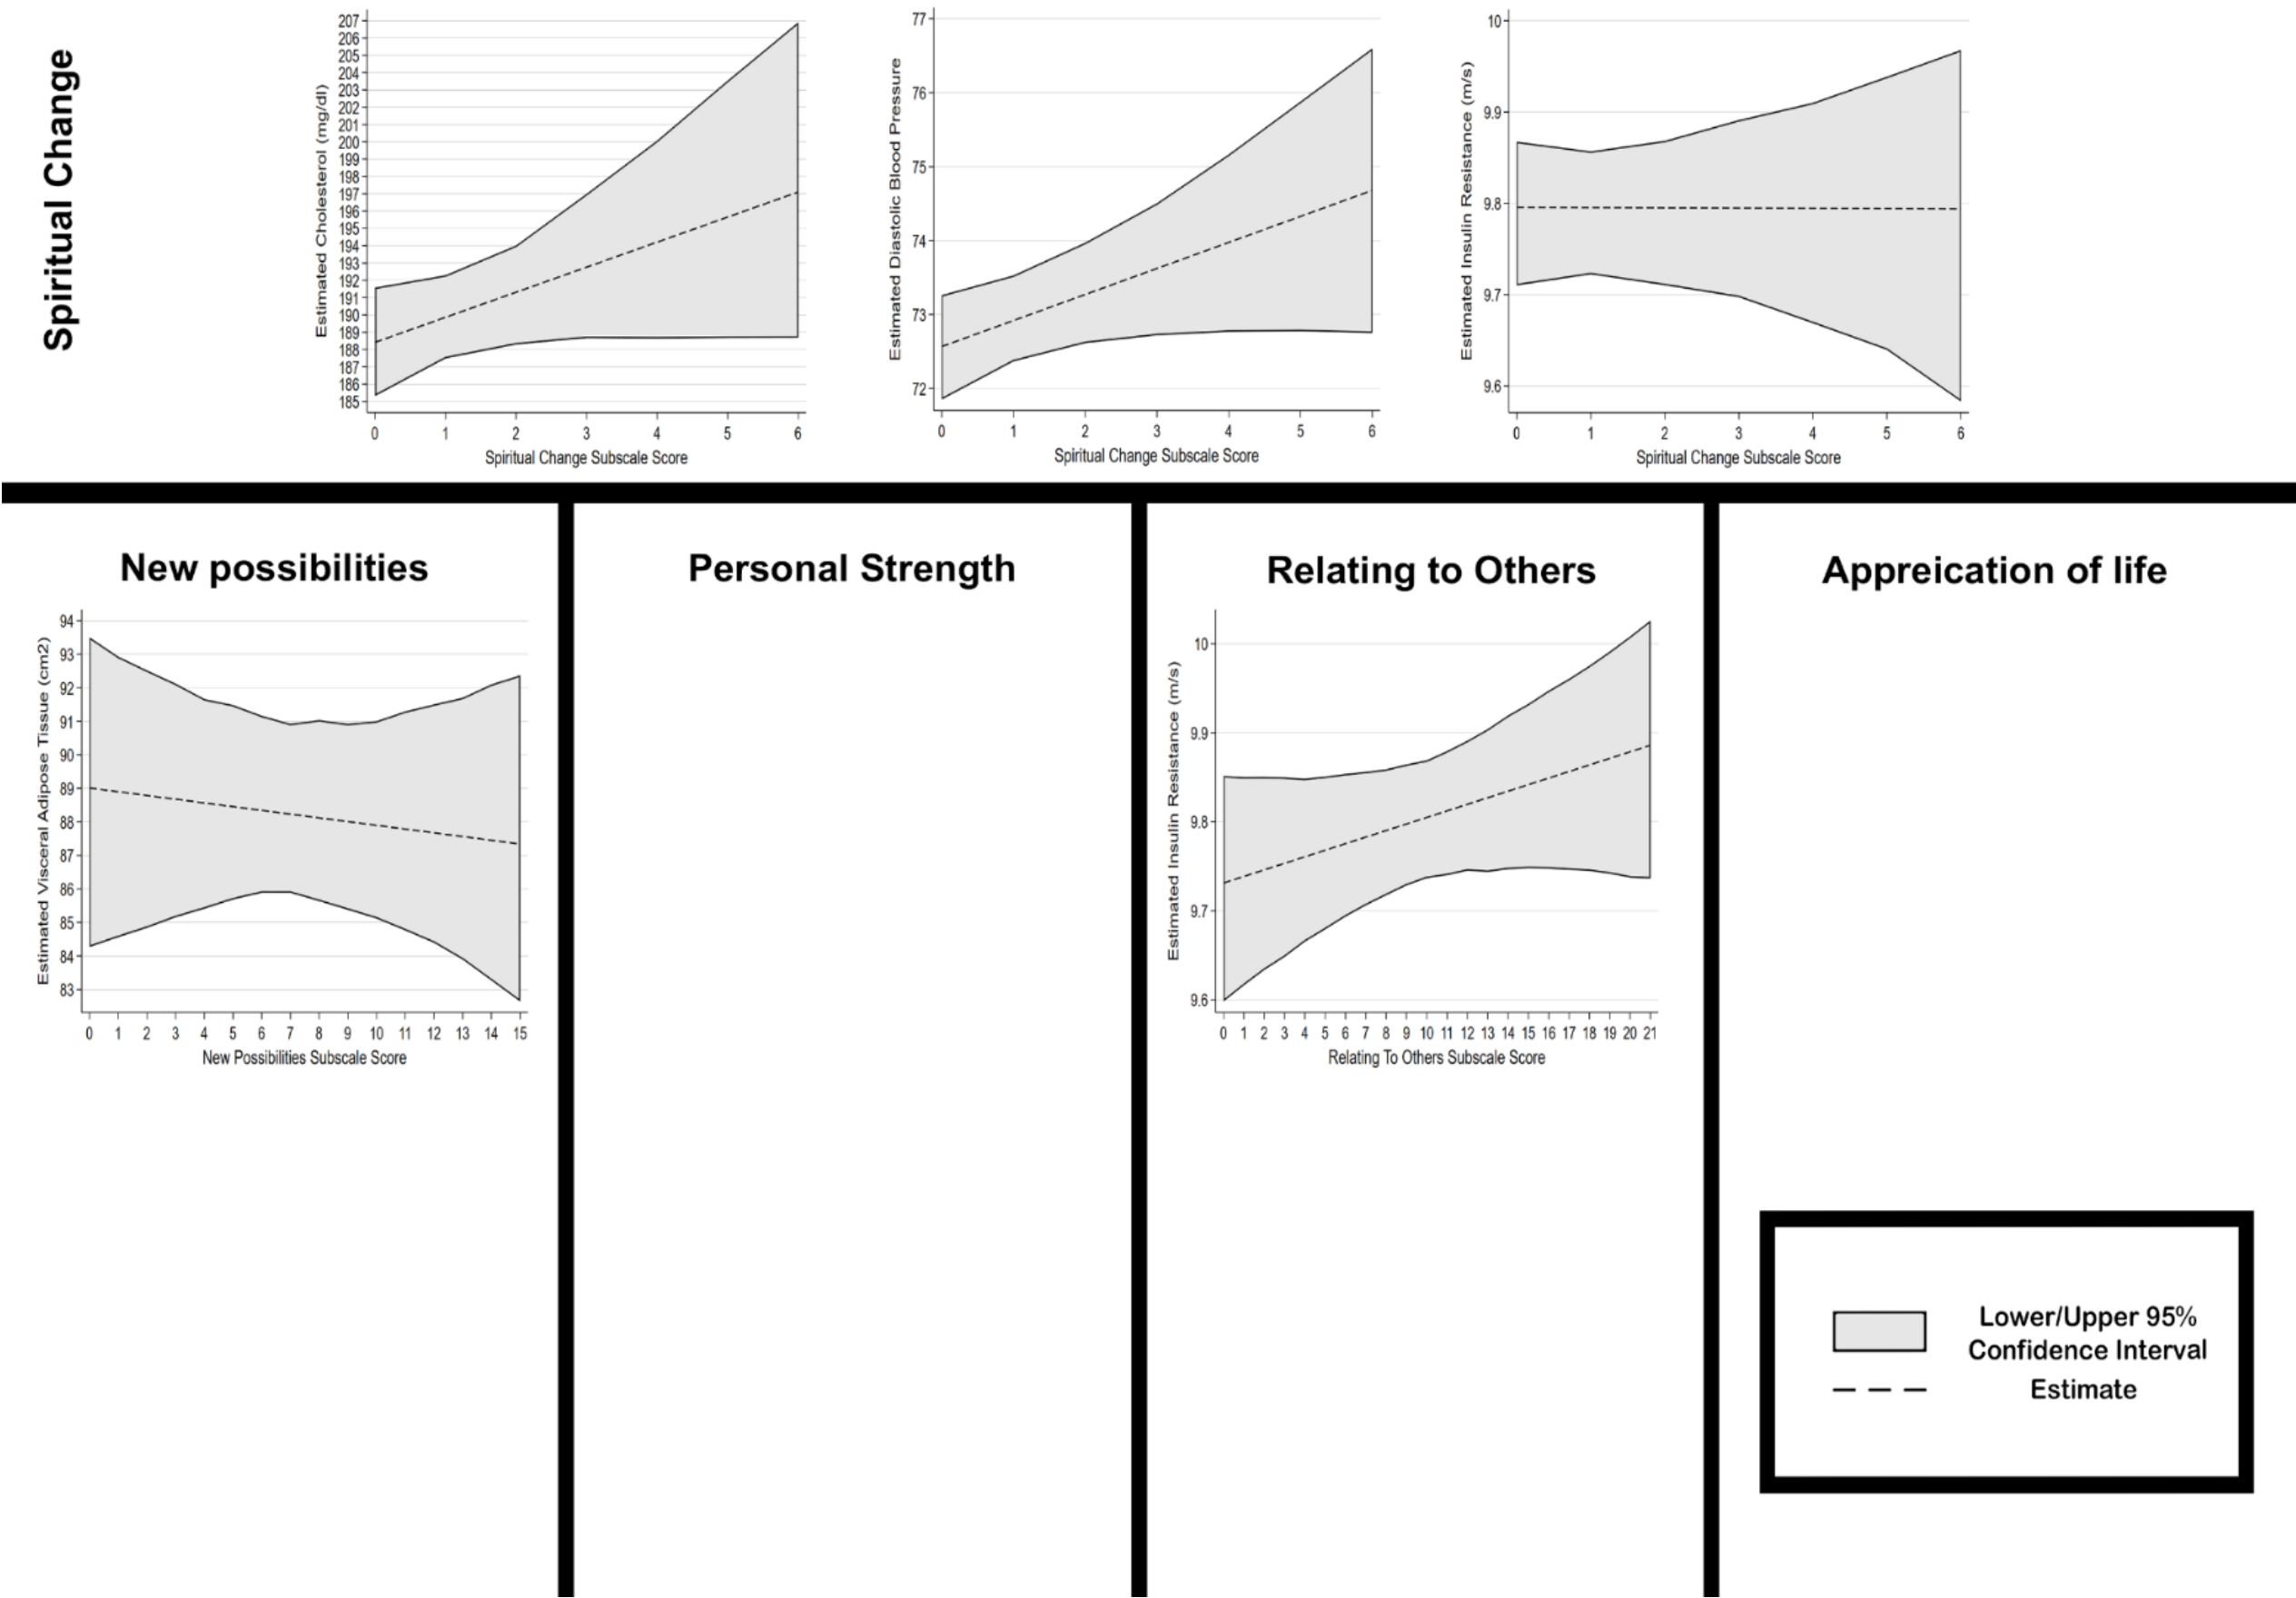 Spiritual Change
Estimated Cholesterol (mg/dl)
207
206
205
204
203
202
201
200
199
198
197
196
195
194
193
192
191
190
189
188
187
186
185
0 1 2 3 4 5 6
Spiritual Change Subscale Score
Estimated Diastolic Blood Pressure
77
76
75
74
73
72
0 1 2 3 4 5 6
Spiritual Change Subscale Score
Estimated Insulin Resistance (m/s)
10
9.9
9.8
9.7
9.6
0 1 2 3 4 5 6
Spiritual Change Subscale Score
New possibilities
Estimated Visceral Adipose Tissue (cm2)
94
93
92
91
90
89
88
87
86
85
84
83
0 1 2 3 4 5 6 7 8 9 10 11 12 13 14 15
New Possibilities Subscale Score
Personal Strength
Relating to Others
Estimated Insulin Resistance (m/s)
10
9.9
9.8
9.7
9.6
0 1 2 3 4 5 6 7 8 9 10 11 12 13 14 15 16 17 18 19 20 21
Relating To Others Subscale Score
Appreication of life
Lower/Upper 95%
Confidence Interval
Estimate